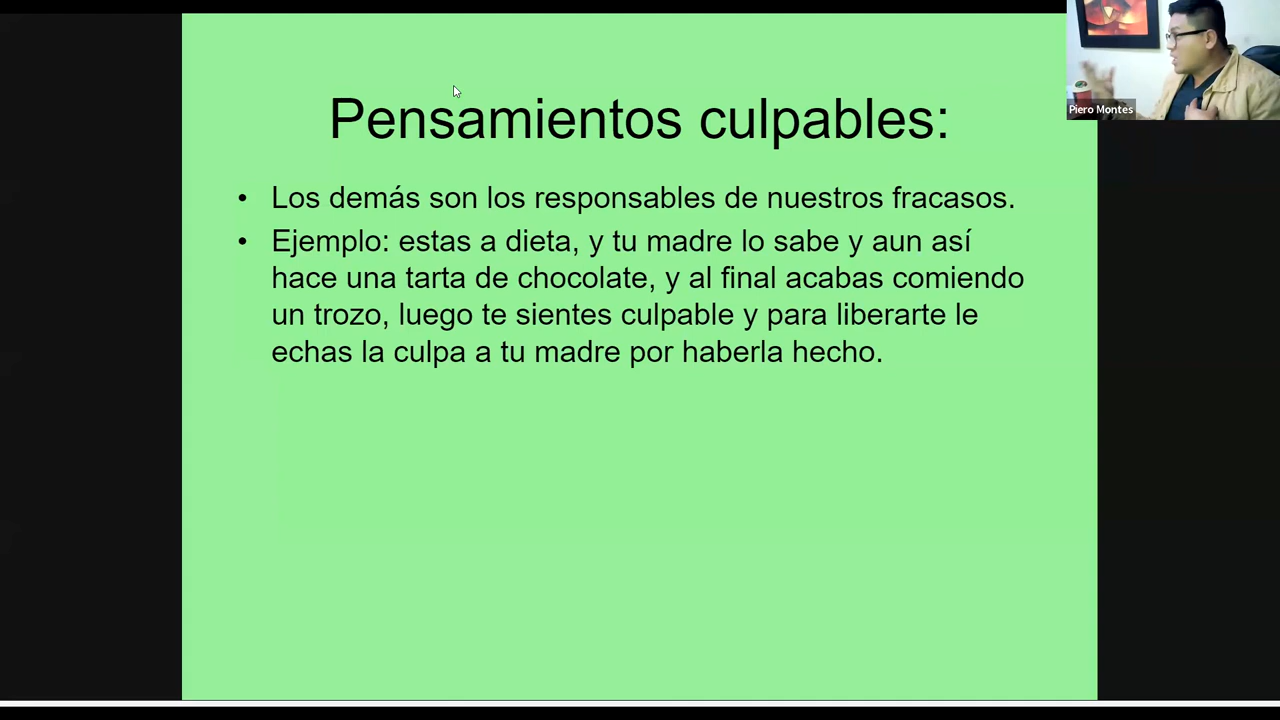 Pensamientos culpables:
• Los demás son los responsables de nuestros fracasos.
• Ejemplo: estas a dieta, y tu madre lo sabe y aun así
hace una tarta de chocolate, y al final acabas comiendo
un trozo, luego te sientes culpable y para liberarte le
echas la culpa a tu madre por haberla hecho.
Piero Montes